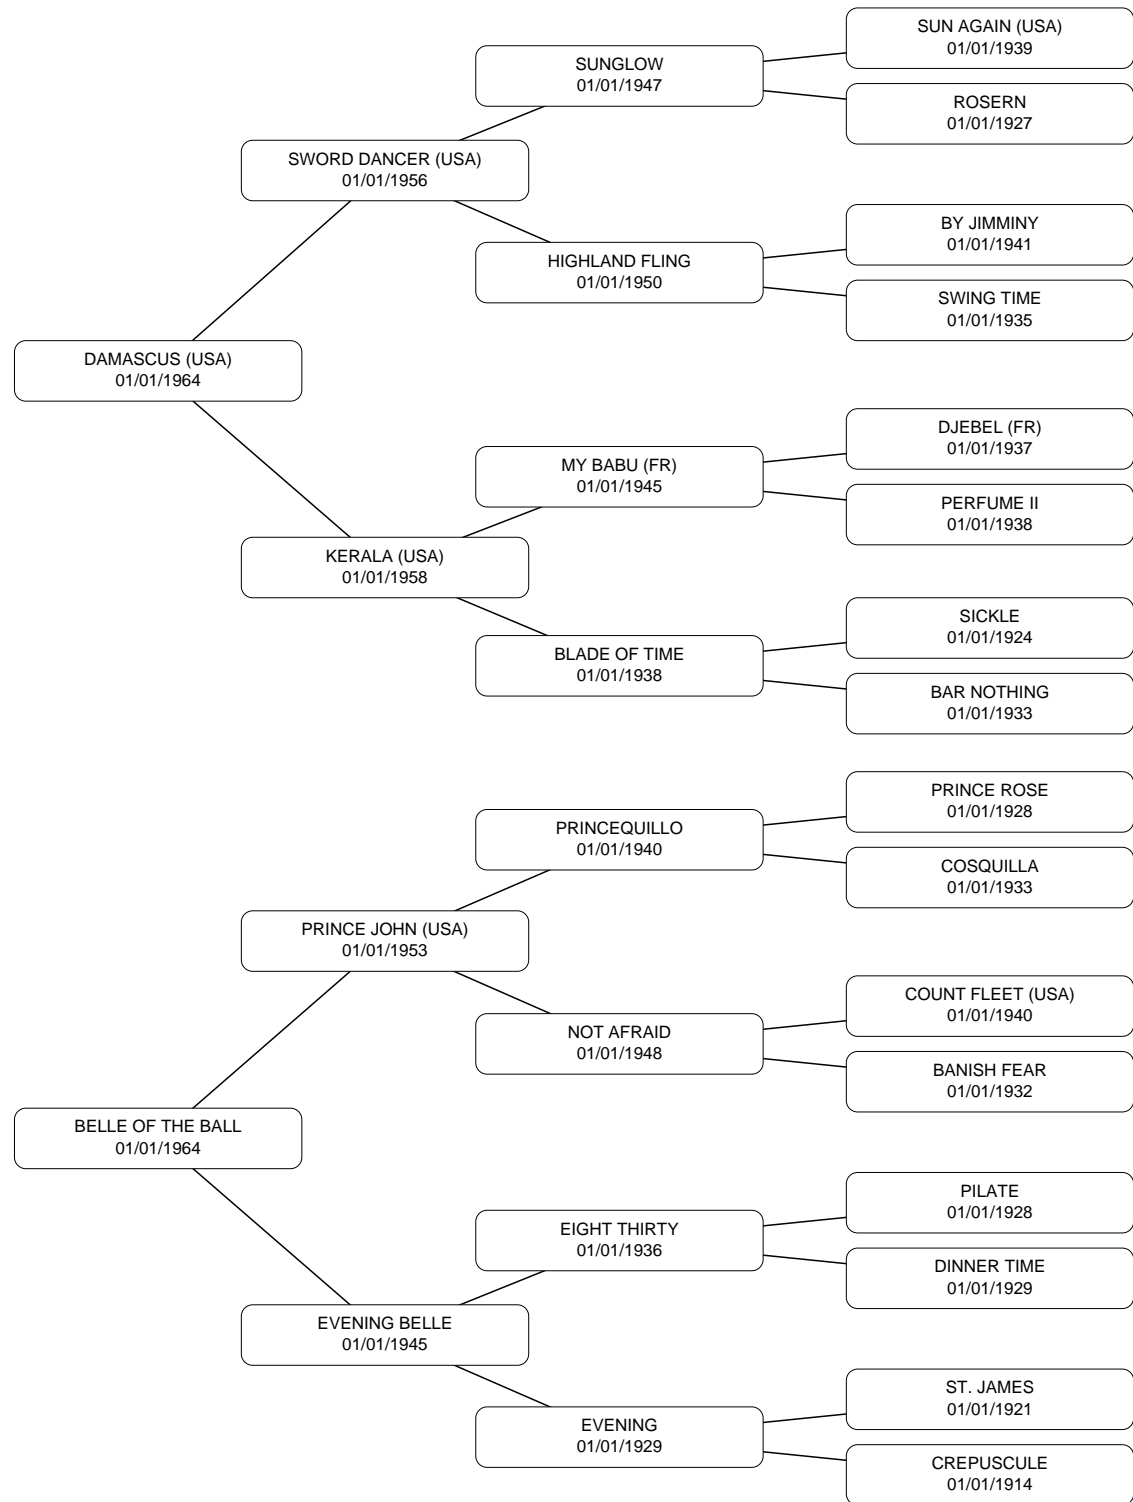 SUN AGAIN (USA)
01/01/1939
SUNGLOW
01/01/1947
ROSERN
01/01/1927
SWORD DANCER (USA)
01/01/1956
BY JIMMINY
01/01/1941
HIGHLAND FLING
01/01/1950
SWING TIME
01/01/1935
DAMASCUS (USA)
01/01/1964
DJEBEL (FR)
01/01/1937
MY BABU (FR)
01/01/1945
PERFUME II
01/01/1938
KERALA (USA)
01/01/1958
SICKLE
01/01/1924
BLADE OF TIME
01/01/1938
BAR NOTHING
01/01/1933
PRINCE ROSE
01/01/1928
PRINCEQUILLO
01/01/1940
COSQUILLA
01/01/1933
PRINCE JOHN (USA)
01/01/1953
COUNT FLEET (USA)
01/01/1940
NOT AFRAID
01/01/1948
BANISH FEAR
01/01/1932
BELLE OF THE BALL
01/01/1964
PILATE
01/01/1928
EIGHT THIRTY
01/01/1936
DINNER TIME
01/01/1929
EVENING BELLE
01/01/1945
ST. JAMES
01/01/1921
EVENING
01/01/1929
CREPUSCULE
01/01/1914